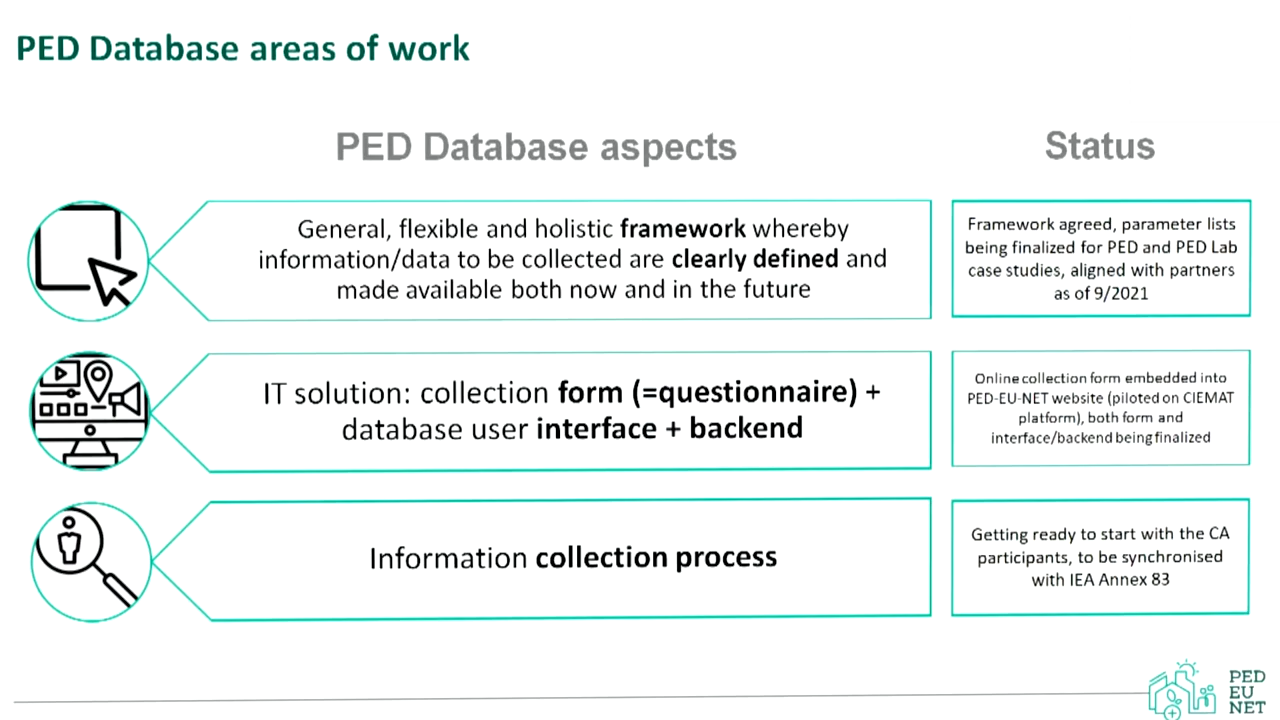 PED Database areas of work
PED Database aspects
Status
General, flexible and holistic framework whereby
information/data to be collected are clearly defined and
made available both now and in the future
Framework agreed, parameter lists
being finalized for PED and PED Lab
case studies, aligned with partners
as of 9/2021
IT solution: collection form (=questionnaire) +
database user interface + backend
Online collection form embedded into
PED-EU-NET website (piloted on CIEMAT
platform), both form and
interface/backend being finalized
Information collection process
Getting ready to start with the CA
participants, to be synchronised
with IEA Annex 83
PED
EU
NET